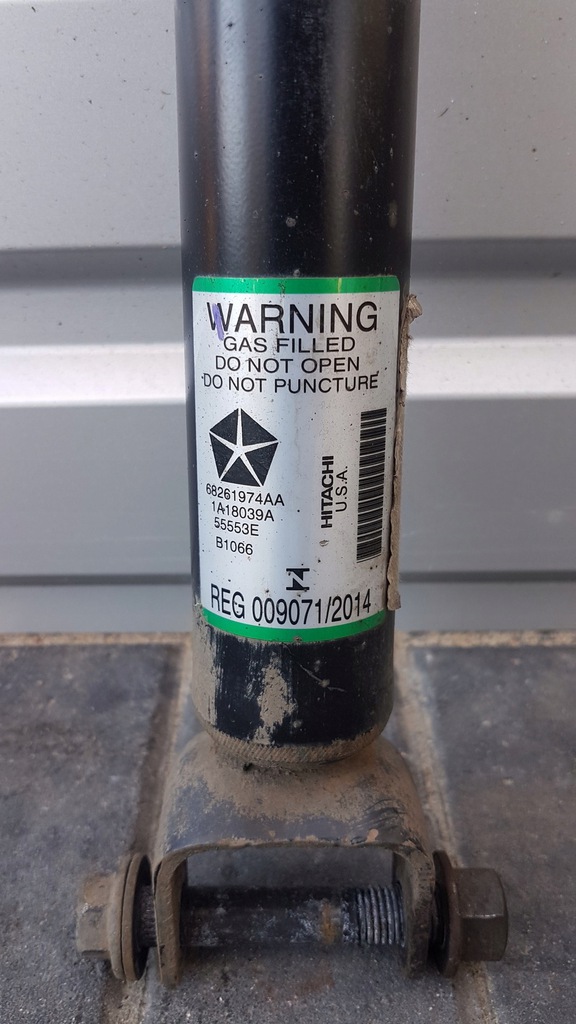 WARNING
GAS FILLED
DO NOT OPEN
DO NOT PUNCTURE
68261974AA
1A18039A
55553E
B1066
HITACHI
U.S.A.
REG 009071/2014